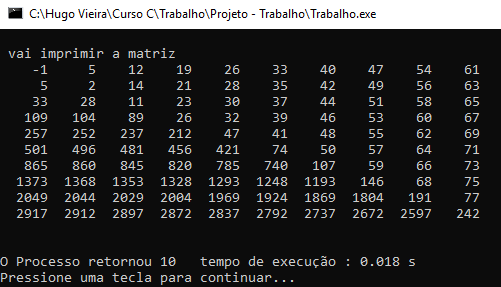 C:\Hugo Vieira\Curso C\Trabalho\Projeto - Trabalho\Trabalho.exe
vai imprimir a matriz
-1 5 12 19 26 33 40 47 54 61
5 2 14 21 28 35 42 49 56 63
33 28 11 23 30 37 44 51 58 65
109 104 89 26 32 39 46 53 60 67
257 252 237 212 47 41 48 55 62 69
501 496 481 456 421 74 50 57 64 71
865 860 845 820 785 740 107 59 66 73
1373 1368 1353 1328 1293 1248 1193 146 68 75
2049 2044 2029 2004 1969 1924 1869 1804 191 77
2917 2912 2897 2872 2837 2792 2737 2672 2597 242
O Processo retornou 10 tempo de execução : 0.018 s
Pressione uma tecla para continuar...